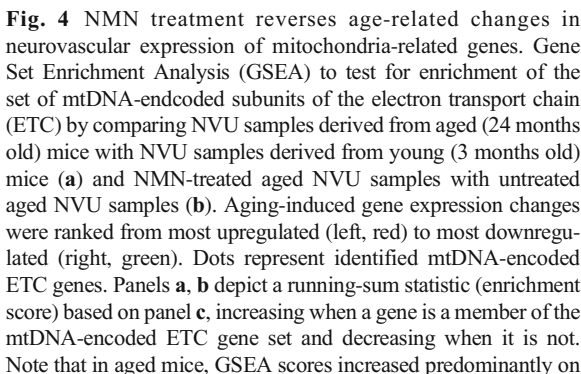 Fig. 4 NMN treatment reverses age-related changes in
neurovascular expression of mitochondria-related genes. Gene
Set Enrichment Analysis (GSEA) to test for enrichment of the
set of mtDNA-endcoded subunits of the electron transport chain
(ETC) by comparing NVU samples derived from aged (24 months
old) mice with NVU samples derived from young (3 months old)
mice (a) and NMN-treated aged NVU samples with untreated
aged NVU samples (b). Aging-induced gene expression changes
were ranked from most upregulated (left, red) to most downregu-
lated (right, green). Dots represent identified mtDNA-encoded
ETC genes. Panels a, b depict a running-sum statistic (enrichment
score) based on panel c, increasing when a gene is a member of the
mtDNA-encoded ETC gene set and decreasing when it is not.
Note that in aged mice, GSEA scores increased predominantly on